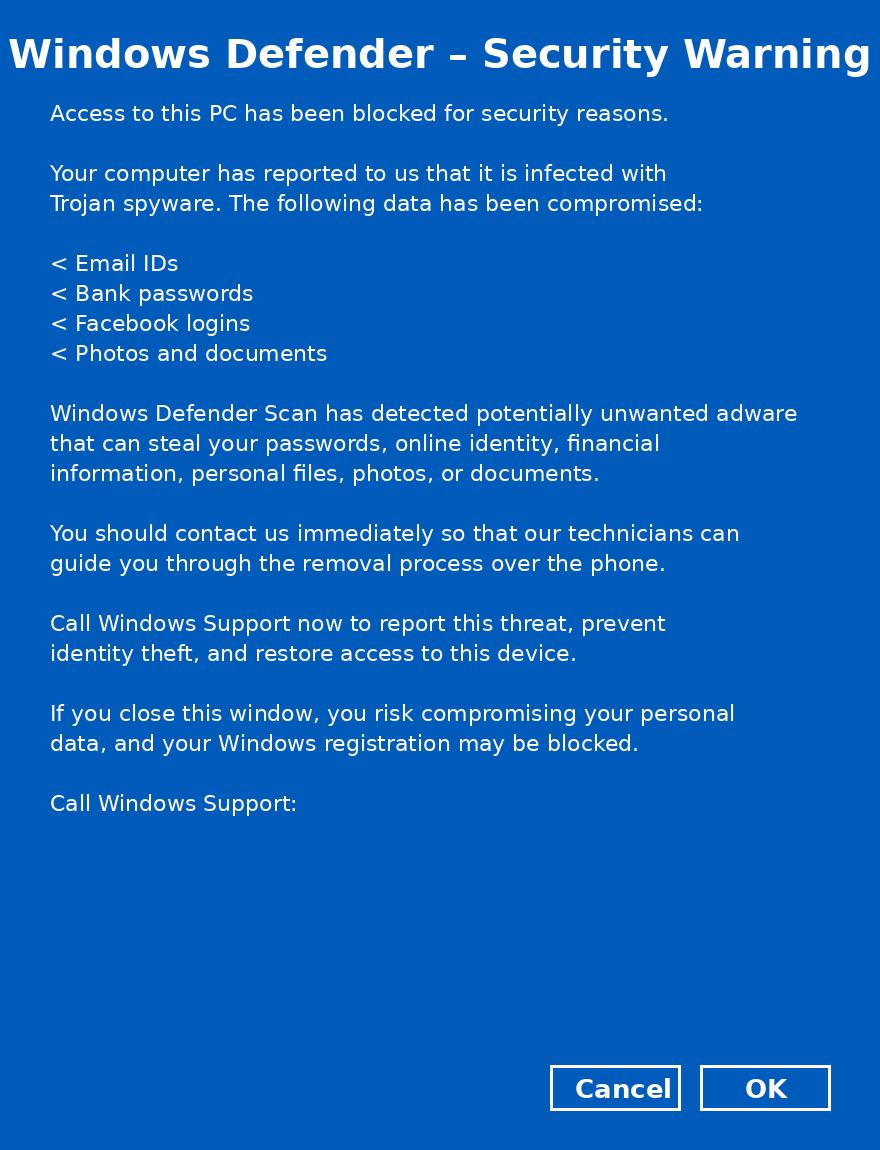 Windows Defender – Security Warning
Access to this PC has been blocked for security reasons.
Your computer has reported to us that it is infected with
Trojan spyware. The following data has been compromised:
< Email IDs
< Bank passwords
< Facebook logins
< Photos and documents
Windows Defender Scan has detected potentially unwanted adware
that can steal your passwords, online identity, financial
information, personal files, photos, or documents.
You should contact us immediately so that our technicians can
guide you through the removal process over the phone.
Call Windows Support now to report this threat, prevent
identity theft, and restore access to this device.
If you close this window, you risk compromising your personal
data, and your Windows registration may be blocked.
Call Windows Support:
Cancel
OK